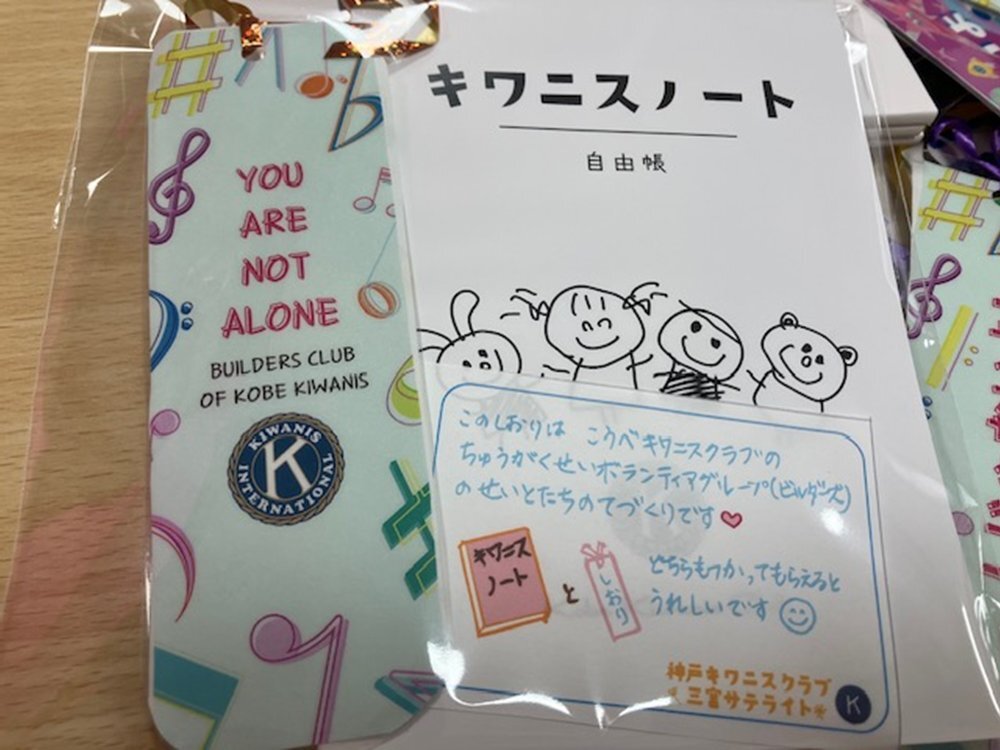 YOU
ARE
NOT
ALONE
BUILDERS CLUB
OF KOBE KIWANIS
KIWANIS
K
INTERNATIONAL
キワニスノート
自由帳
このしおりは こうべキワニスクラブの
ちゅうがくせいボランティアグループ(ビルダーズ)
のせいとたちのてづくりです♥
キワニス
ノート
と
しおり
どちらもつかってもらえると
うれしいです☺
神戸キワニスクラブ
三宮サテライト
K